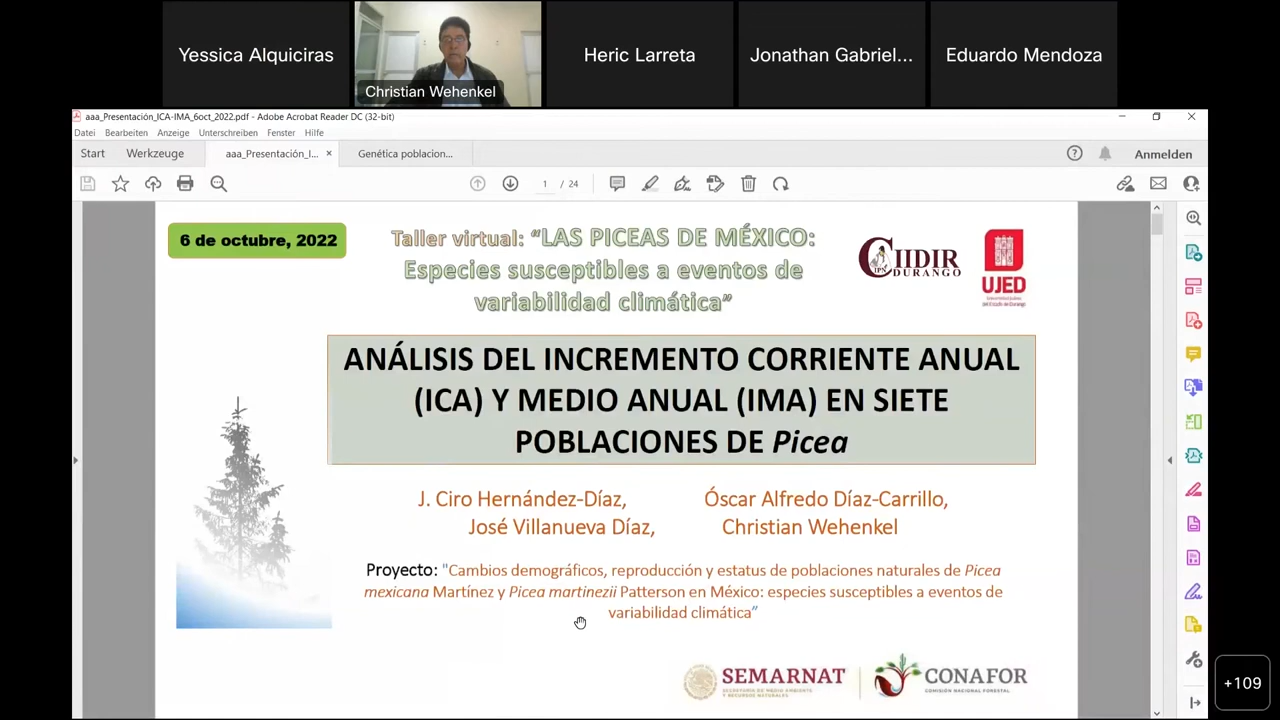 Yessica Alquiciras
Christian Wehenkel
Heric Larreta
Jonathan Gabriel...
Eduardo Mendoza
aaa_Presentación_ICA-IMA_6oct_2022.pdf - Adobe Acrobat Reader DC (32-bit)
Datei Bearbeiten Anzeige Unterschreiben Fenster Hilfe
Start Werkzeuge aaa_Presentación_I... × Genética poblacion... Anmelden
1 / 24
6 de octubre, 2022
Taller virtual: “LAS PICEAS DE MÉXICO:
Especies susceptibles a eventos de
variabilidad climática”
CIIDIR
IPN DURANGO
UJED
ANÁLISIS DEL INCREMENTO CORRIENTE ANUAL
(ICA) Y MEDIO ANUAL (IMA) EN SIETE
POBLACIONES DE Picea
J. Ciro Hernández-Díaz, Óscar Alfredo Díaz-Carrillo,
José Villanueva Díaz, Christian Wehenkel
Proyecto: "Cambios demográficos, reproducción y estatus de poblaciones naturales de Picea
mexicana Martínez y Picea martinezii Patterson en México: especies susceptibles a eventos de
variabilidad climática”
SEMARNAT
SECRETARÍA DE MEDIO AMBIENTE
Y RECURSOS NATURALES
CONAFOR
COMISIÓN NACIONAL FORESTAL
+109